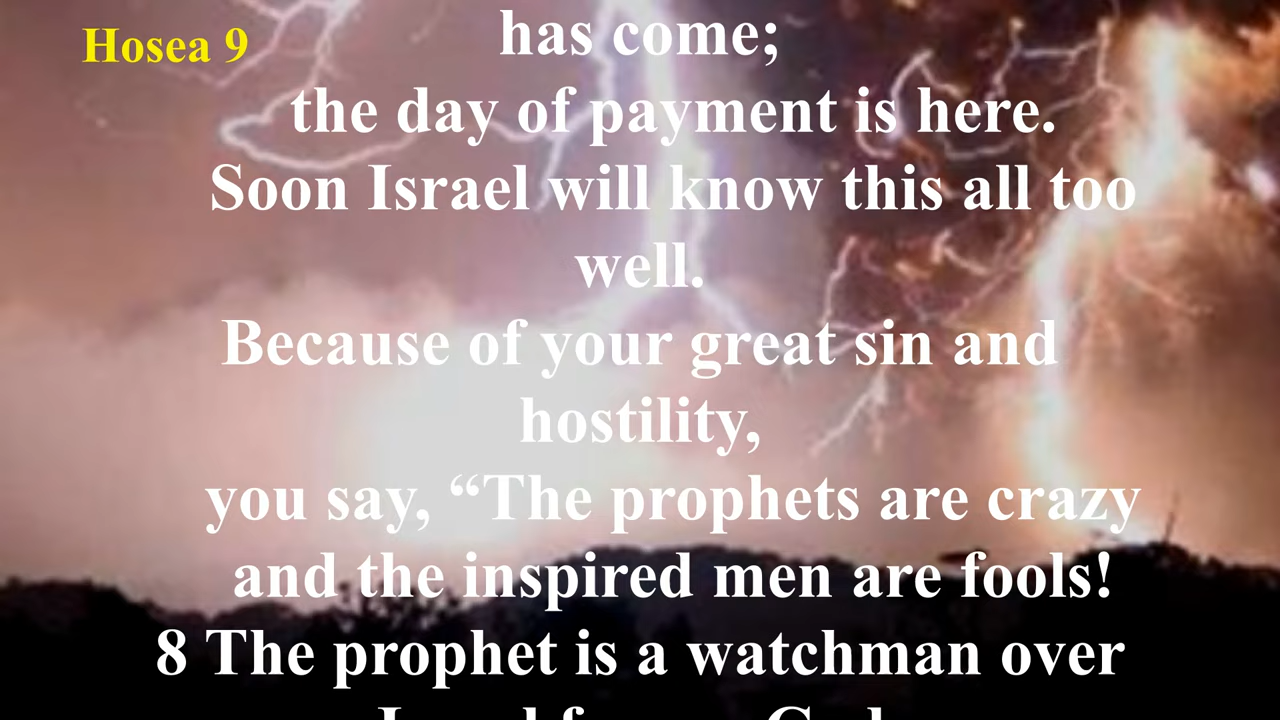 Hosea 9
has come;
the day of payment is here.
Soon Israel will know this all too
well.
Because of your great sin and
hostility,
you say, “The prophets are crazy
and the inspired men are fools!
8 The prophet is a watchman over